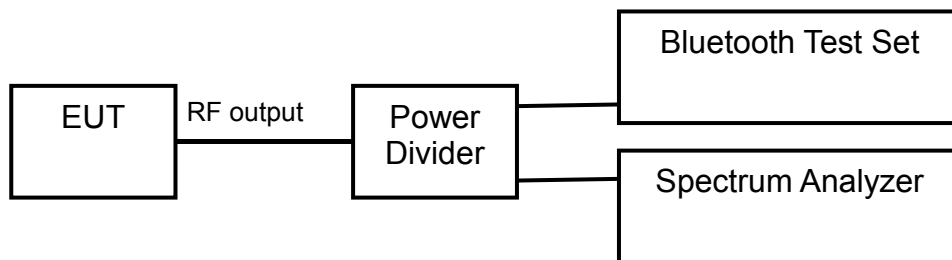 EUT
RF output
Power
Divider
Bluetooth Test Set
Spectrum Analyzer